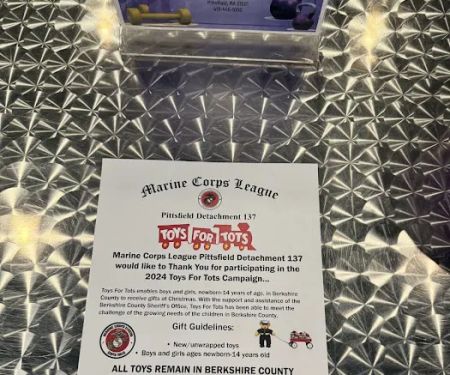 Pittsfield, MA 01201
Marine Corps League
Pittsfield Detachment 137
TOYS FOR TOTS
Marine Corps League Pittsfield Detachment 137
would like to Thank You for participating in the
2024 Toys For Tots Campaign...
Toys For Tots enables boys and girls, newborn-14 years of age, in Berkshire
County to receive gifts at Christmas. With the support and assistance of the
Berkshire County Sheriff's Office, Toys For Tots has been able to meet the
challenge of the growing needs of the children in Berkshire County.
Gift Guidelines:
• New/unwrapped toys
• Boys and girls ages newborn-14 years old
ALL TOYS REMAIN IN BERKSHIRE COUNTY